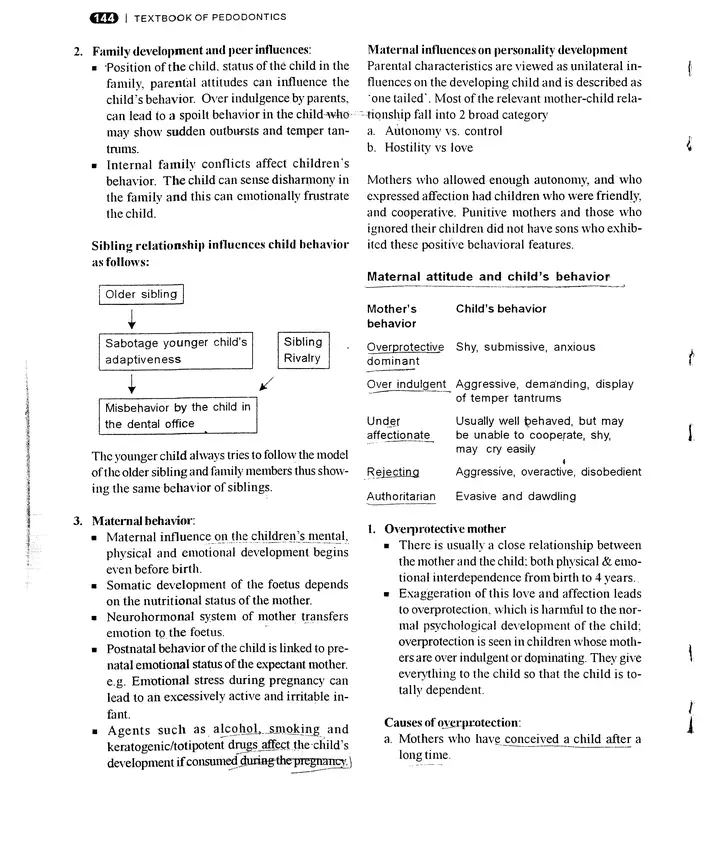 144 | TEXTBOOK OF PEDODONTICS
2. Family development and peer influences:
▪ Position of the child, status of the child in the
family, parental attitudes can influence the
child's behavior. Over indulgence by parents,
can lead to a spoilt behavior in the child who
may show sudden outbursts and temper tan-
trums.
▪ Internal family conflicts affect children's
behavior. The child can sense disharmony in
the family and this can emotionally frustrate
the child.
Sibling relationship influences child behavior
as follows:
Older sibling
Sabotage younger child's
adaptiveness
Sibling
Rivalry
Misbehavior by the child in
the dental office
The younger child always tries to follow the model
of the older sibling and family members thus show-
ing the same behavior of siblings.
3. Maternal behavior:
▪ Maternal influence on the children's mental,
physical and emotional development begins
even before birth.
▪ Somatic development of the foetus depends
on the nutritional status of the mother.
▪ Neurohormonal system of mother transfers
emotion to the foetus.
▪ Postnatal behavior of the child is linked to pre-
natal emotional status of the expectant mother.
e.g. Emotional stress during pregnancy can
lead to an excessively active and irritable in-
fant.
▪ Agents such as alcohol, smoking and
keratogenic/totipotent drugs affect the child's
development if consumed during the pregnancy.
Maternal influences on personality development
Parental characteristics are viewed as unilateral in-
fluences on the developing child and is described as
'one tailed'. Most of the relevant mother-child rela-
tionship fall into 2 broad category
a. Autonomy vs. control
b. Hostility vs love
Mothers who allowed enough autonomy, and who
expressed affection had children who were friendly,
and cooperative. Punitive mothers and those who
ignored their children did not have sons who exhib-
ited these positive behavioral features.
Maternal attitude and child's behavior
Mother's Child's behavior
behavior
Overprotective Shy, submissive, anxious
dominant
Over indulgent Aggressive, demanding, display
of temper tantrums
Under Usually well behaved, but may
affectionate be unable to cooperate, shy,
may cry easily
Rejecting Aggressive, overactive, disobedient
Authoritarian Evasive and dawdling
1. Overprotective mother
▪ There is usually a close relationship between
the mother and the child; both physical & emo-
tional interdependence from birth to 4 years.
▪ Exaggeration of this love and affection leads
to overprotection, which is harmful to the nor-
mal psychological development of the child;
overprotection is seen in children whose moth-
ers are over indulgent or dominating. They give
everything to the child so that the child is to-
tally dependent.
Causes of overprotection:
a. Mothers who have conceived a child after a
long time.